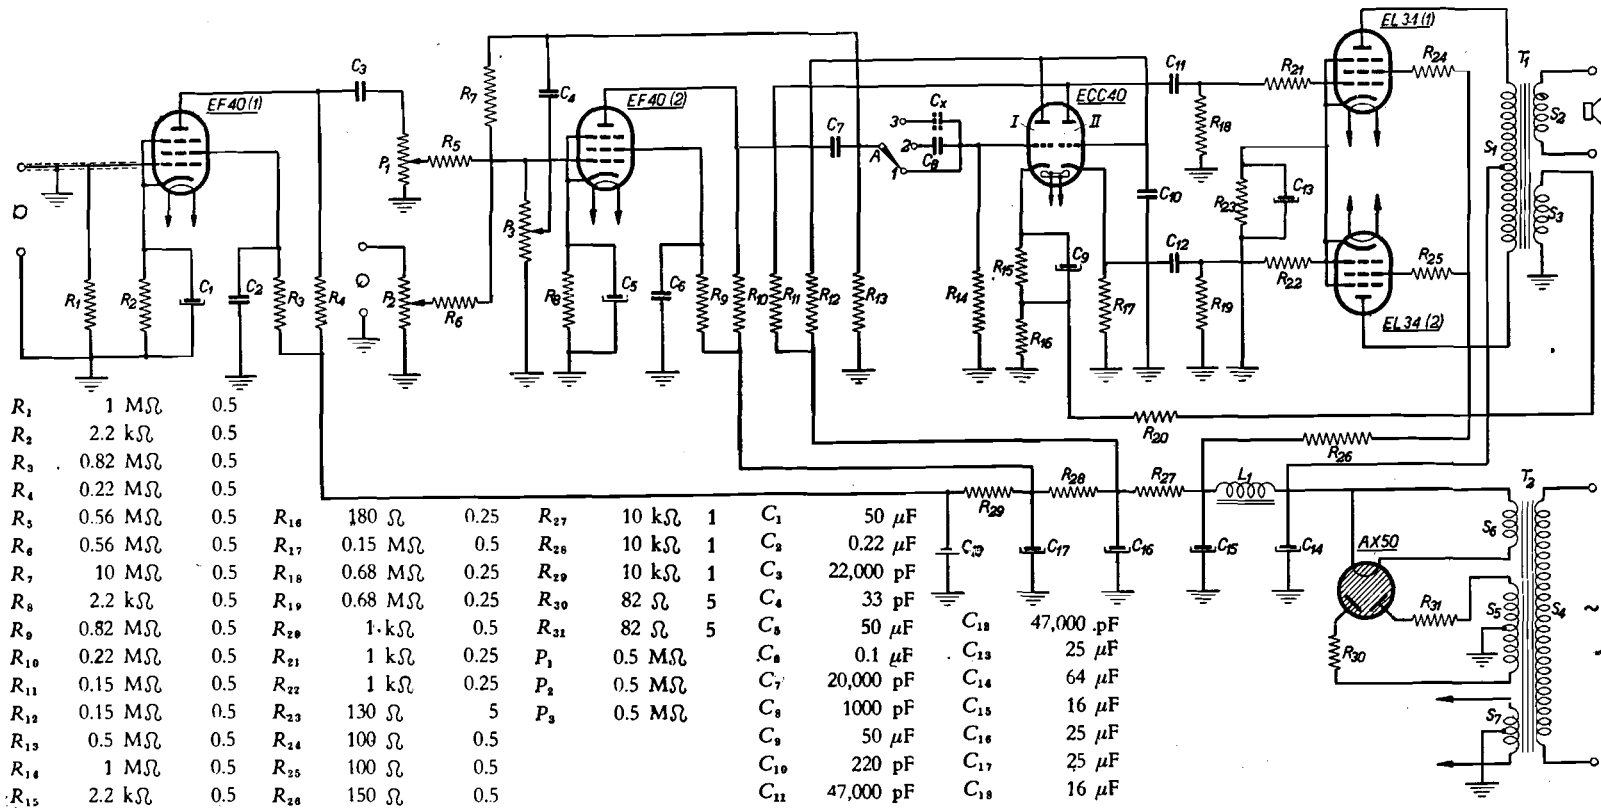 EF40 (1)
C3
P1
R5
R7
C4
EF40 (2)
C7
3
Cx
2
C8
A
1
ECC40
I
II
C11
R21
R18
EL34 (1)
R24
T1
S2
S1
S3
R23
C13
C10
C12
R22
R19
R25
EL34 (2)
R1
R2
C1
C2
R3
R4
P2
R6
P3
R8
C5
C6
R9
R10
R11
R12
R13
R14
R15
C9
R16
R17
R20
R26
R29
R28
R27
L1
T2
C17
C16
C15
C14
AX50
S6
R31
S5
S4
R30
S7
~
R1 1 MΩ 0.5
R2 2.2 kΩ 0.5
R3 0.82 MΩ 0.5
R4 0.22 MΩ 0.5
R5 0.56 MΩ 0.5 R16 180 Ω 0.25 R27 10 kΩ 1 C1 50 μF
R6 0.56 MΩ 0.5 R17 0.15 MΩ 0.5 R28 10 kΩ 1 C2 0.22 μF
R7 10 MΩ 0.5 R18 0.68 MΩ 0.25 R29 10 kΩ 1 C3 22,000 pF
R8 2.2 kΩ 0.5 R19 0.68 MΩ 0.25 R30 82 Ω 5 C4 33 pF
R9 0.82 MΩ 0.5 R20 1 kΩ 0.5 R31 82 Ω 5 C5 50 μF C12 47,000 pF
R10 0.22 MΩ 0.5 R21 1 kΩ 0.25 P1 0.5 MΩ C6 0.1 μF C13 25 μF
R11 0.15 MΩ 0.5 R22 1 kΩ 0.25 P2 0.5 MΩ C7 20,000 pF C14 64 μF
R12 0.15 MΩ 0.5 R23 130 Ω 5 P3 0.5 MΩ C8 1000 pF C15 16 μF
R13 0.5 MΩ 0.5 R24 100 Ω 0.5 C9 50 μF C16 25 μF
R14 1 MΩ 0.5 R25 100 Ω 0.5 C10 220 pF C17 25 μF
R15 2.2 kΩ 0.5 R26 150 Ω 0.5 C11 47,000 pF C18 16 μF